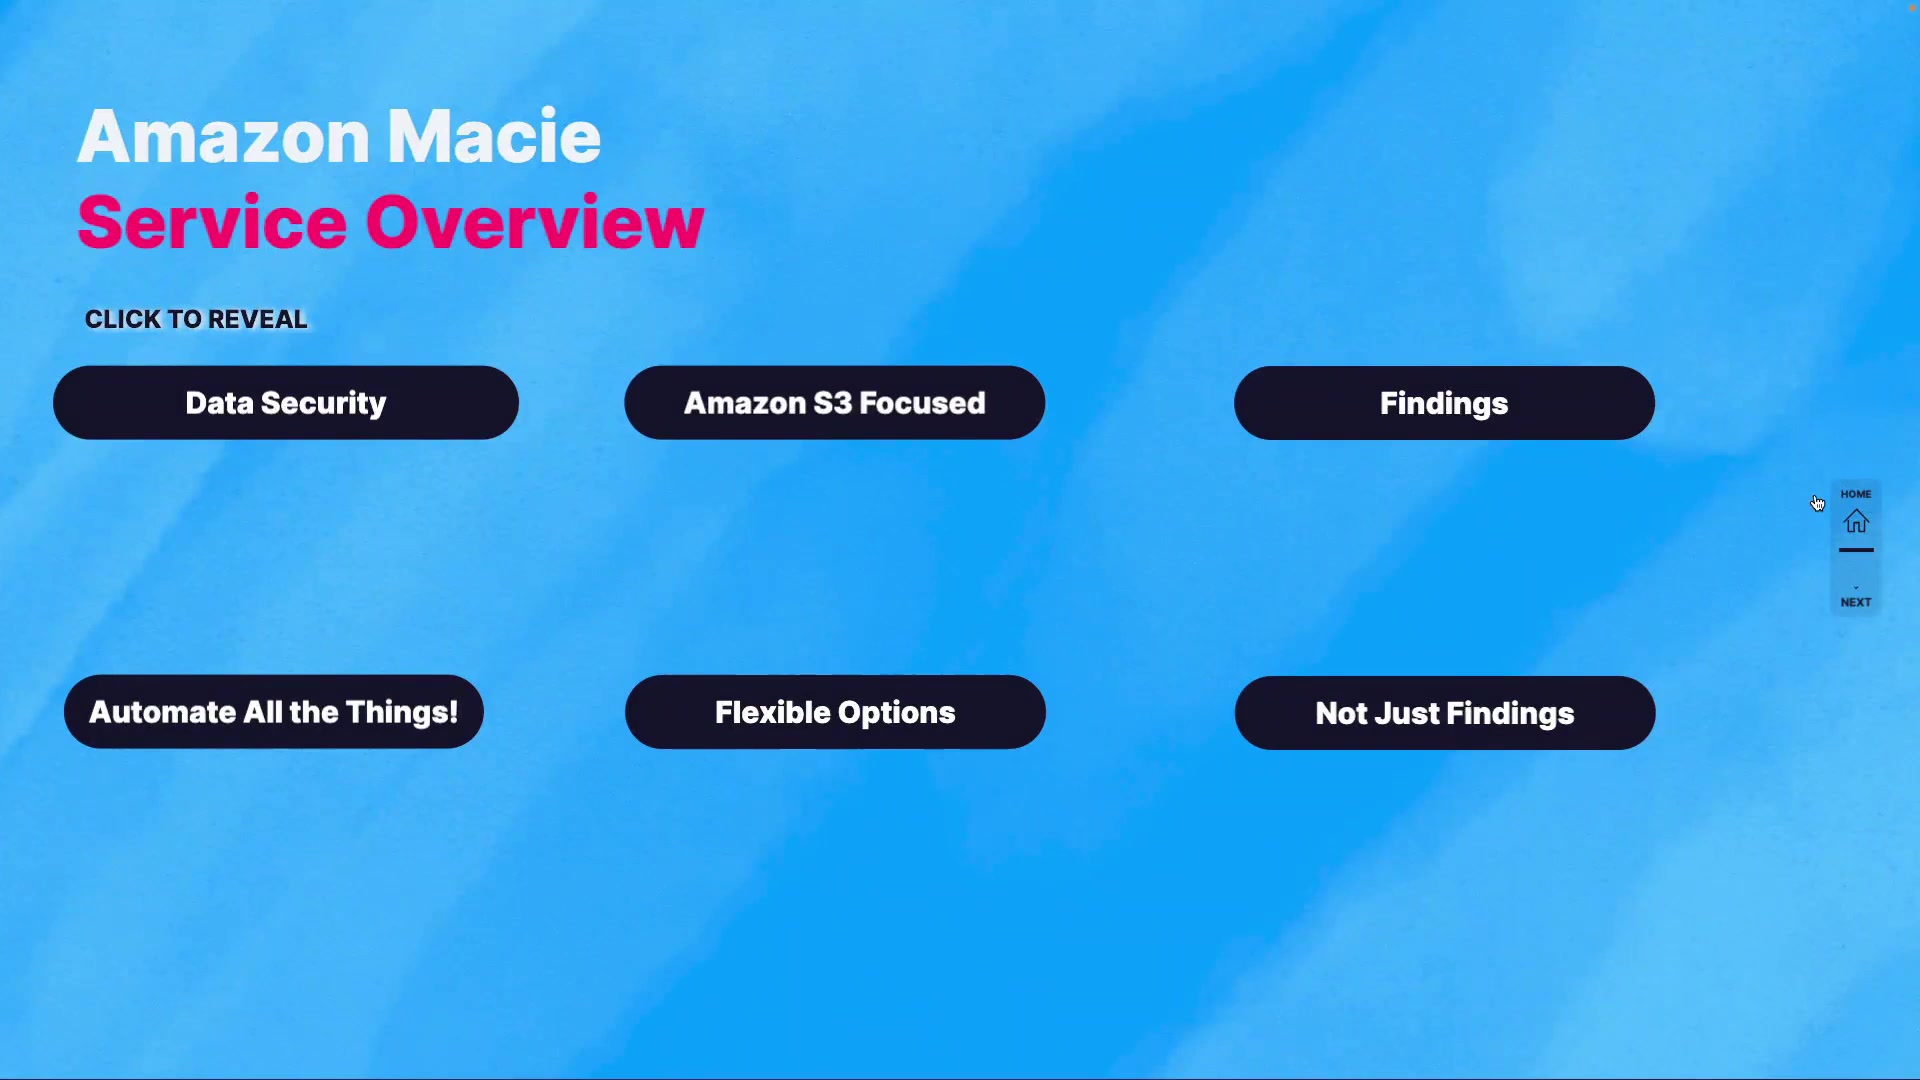 Amazon Macie
Service Overview
CLICK TO REVEAL
Data Security
Amazon S3 Focused
Findings
HOME
NEXT
Automate All the Things!
Flexible Options
Not Just Findings